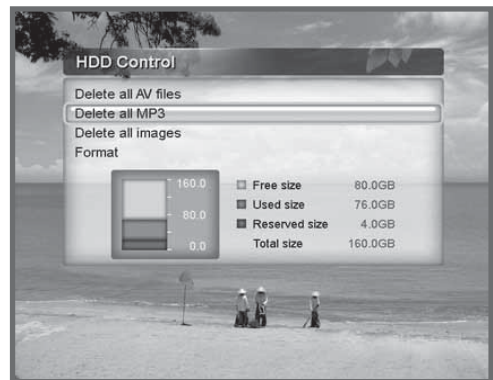 HDD Control
Delete all AV files
Delete all MP3
Delete all images
Format
160.0
80.0
0.0
Free size 80.0GB
Used size 76.0GB
Reserved size 4.0GB
Total size 160.0GB